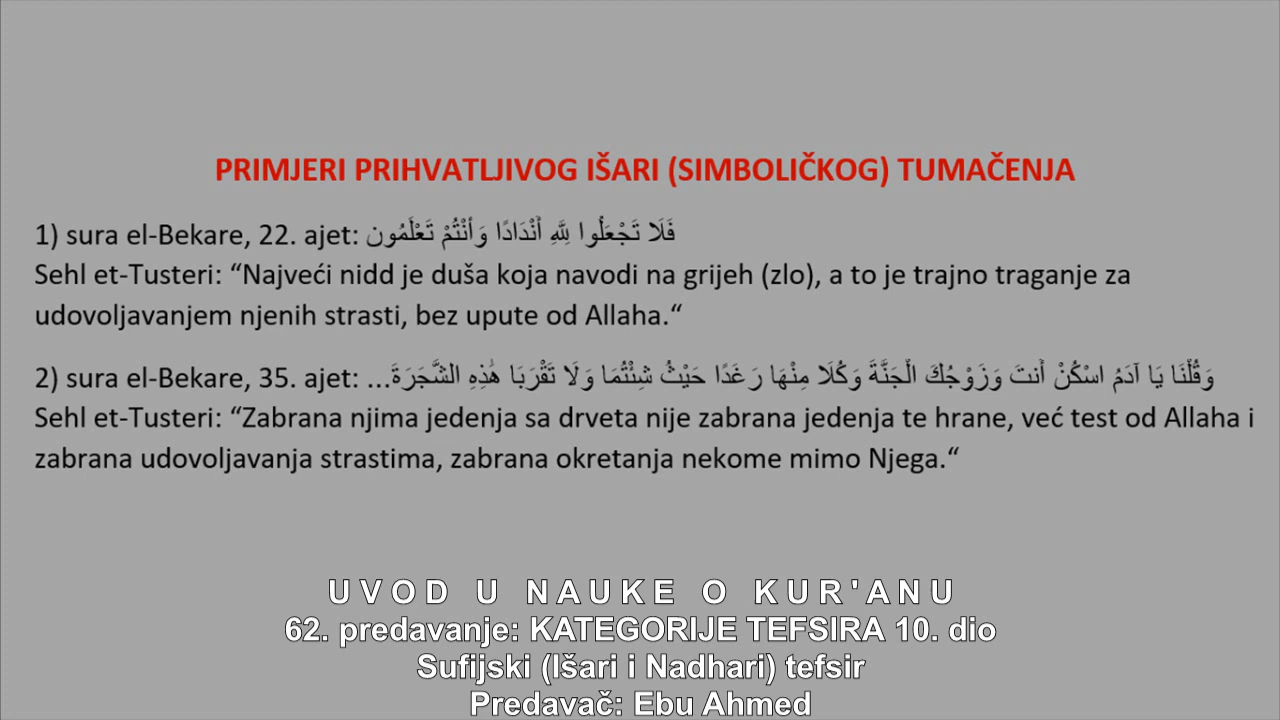 PRIMJERI PRIHVATLJIVOG IŠARI (SIMBOLIČKOG) TUMAČENJA
1) sura el-Bekare, 22. ajet: فَلَا تَجْعَلُوا لِلَّهِ أَنْدَادًا وَأَنْتُمْ تَعْلَمُون
Sehl et-Tusteri: “Najveći nidd je duša koja navodi na grijeh (zlo), a to je trajno traganje za
udovoljavanjem njenih strasti, bez upute od Allaha.“
2) sura el-Bekare, 35. ajet: وَقُلْنَا يَا آدَمُ اسْكُنْ أَنتَ وَزَوْجُكَ الْجَنَّةَ وَكُلَا مِنْهَا رَغَدًا حَيْثُ شِئْتُمَا وَلَا تَقْرَبَا هَٰذِهِ الشَّجَرَةَ...
Sehl et-Tusteri: “Zabrana njima jedenja sa drveta nije zabrana jedenja te hrane, već test od Allaha i
zabrana udovoljavanja strastima, zabrana okretanja nekome mimo Njega.“
UVOD U NAUKE O KUR'ANU
62. predavanje: KATEGORIJE TEFSIRA 10. dio
Sufijski (Išari i Nadhari) tefsir
Predavač: Ebu Ahmed